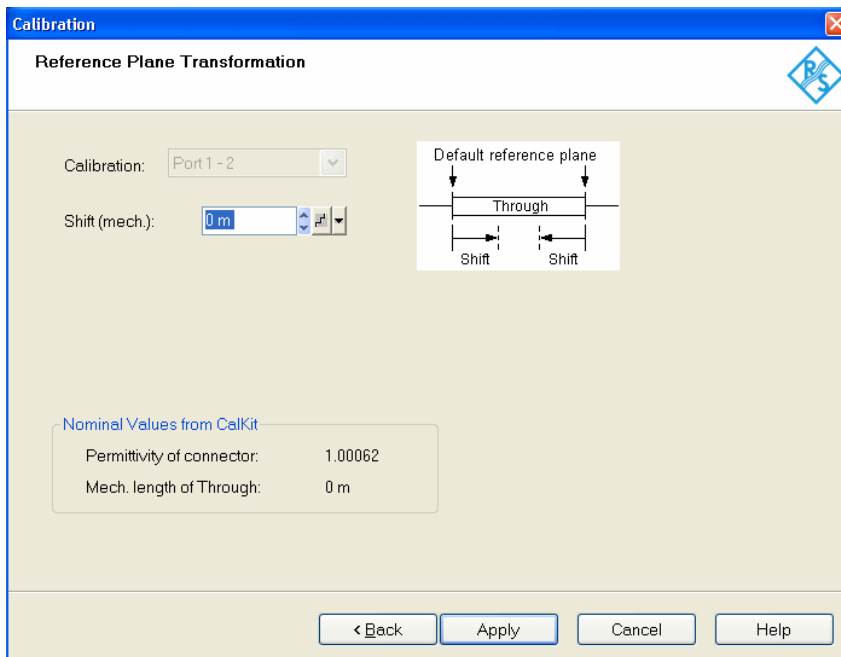 Calibration
Reference Plane Transformation
R S
Calibration: Port 1 - 2
Shift (mech.): 0 m
Default reference plane
Through
Shift Shift
Nominal Values from CalKit
Permittivity of connector: 1.00062
Mech. length of Through: 0 m
< Back Apply Cancel Help